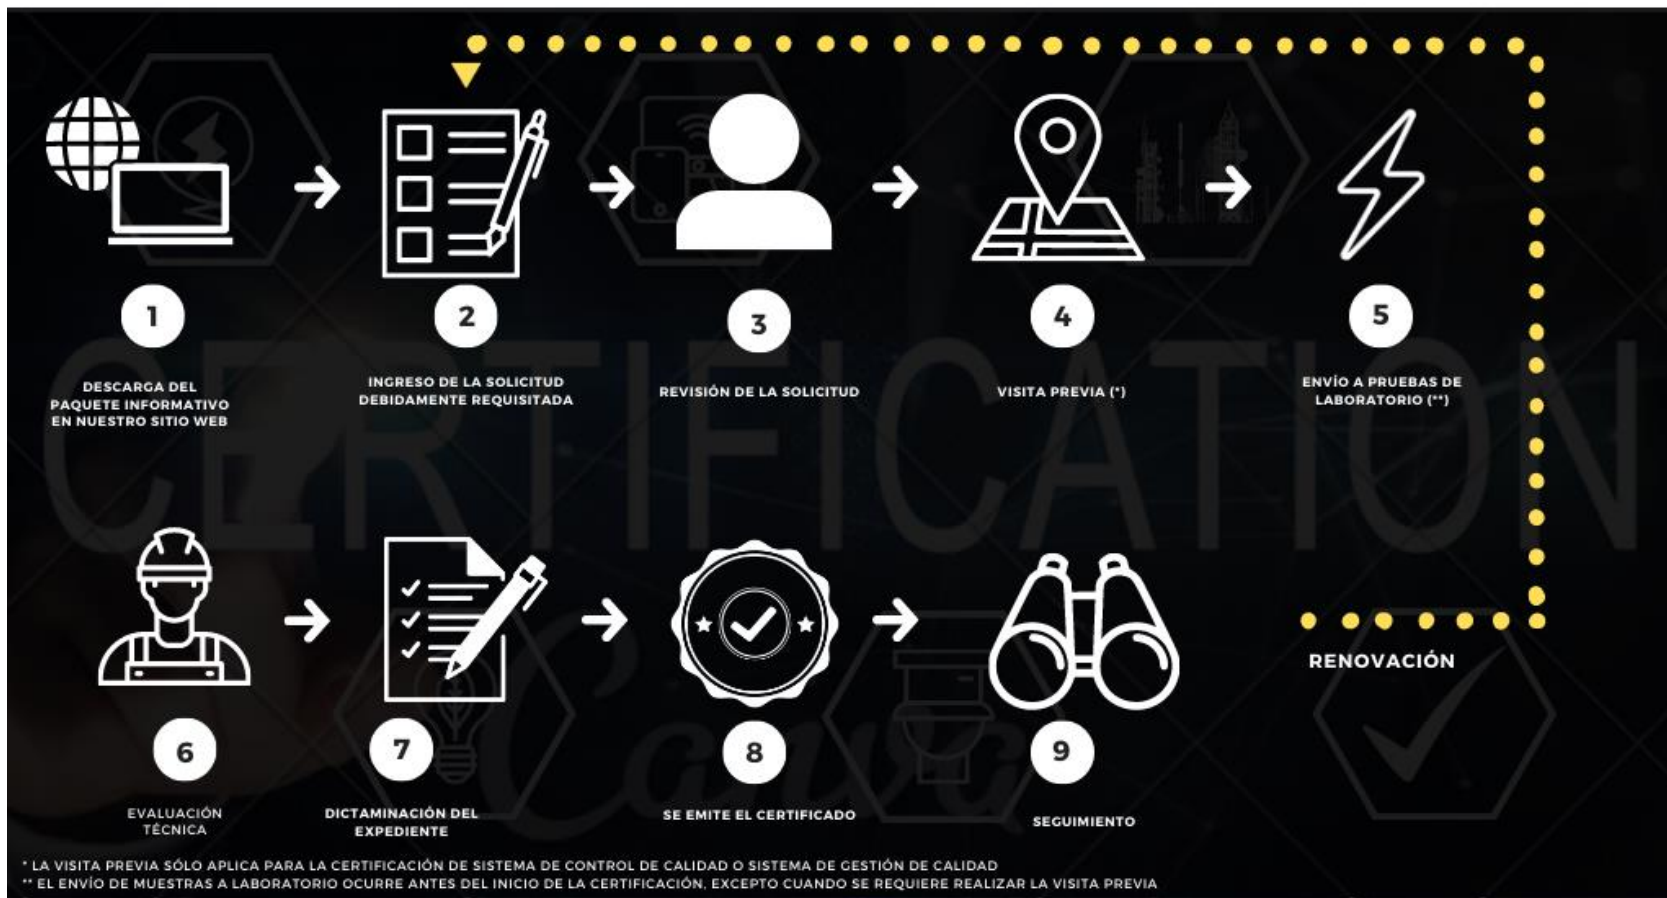 1
2
3
4
5
DESCARGA DEL
PAQUETE INFORMATIVO
EN NUESTRO SITIO WEB
INGRESO DE LA SOLICITUD
DEBIDAMENTE REQUISITADA
REVISIÓN DE LA SOLICITUD
VISITA PREVIA (*)
ENVÍO A PRUEBAS DE
LABORATORIO (**)
CERTIFICATION
RENOVACIÓN
Canva
6
7
8
9
EVALUACIÓN
TÉCNICA
DICTAMINACIÓN DEL
EXPEDIENTE
SE EMITE EL CERTIFICADO
SEGUIMIENTO
* LA VISITA PREVIA SÓLO APLICA PARA LA CERTIFICACIÓN DE SISTEMA DE CONTROL DE CALIDAD O SISTEMA DE GESTIÓN DE CALIDAD
** EL ENVÍO DE MUESTRAS A LABORATORIO OCURRE ANTES DEL INICIO DE LA CERTIFICACIÓN, EXCEPTO CUANDO SE REQUIERE REALIZAR LA VISITA PREVIA